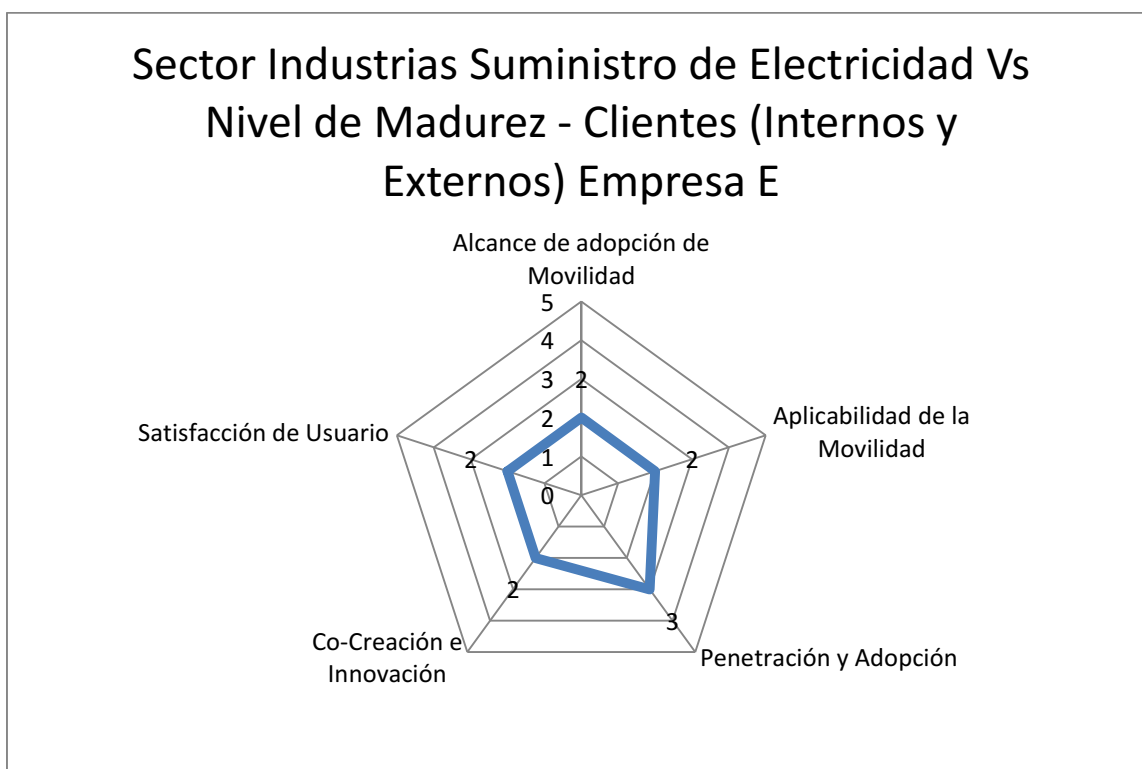 Sector Industrias Suministro de Electricidad Vs
Nivel de Madurez - Clientes (Internos y
Externos) Empresa E
Alcance de adopción de
Movilidad
5
4
3
2
2
1
0
2
Aplicabilidad de la
Movilidad
3
Penetración y Adopción
2
Co-Creación e
Innovación
2
Satisfacción de Usuario